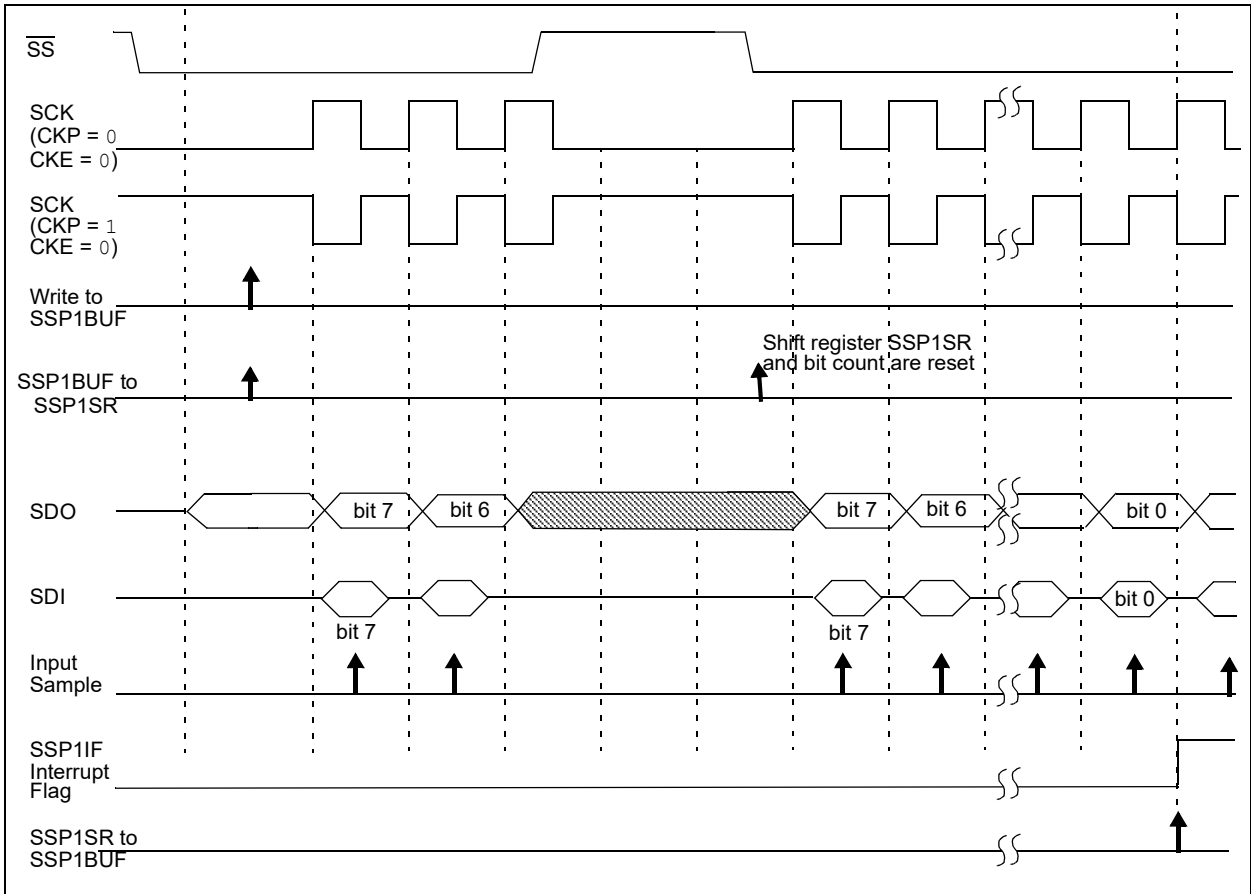 SS
SCK
(CKP = 0
CKE = 0)
SCK
(CKP = 1
CKE = 0)
Write to
SSP1BUF
Shift register SSP1SR
and bit count are reset
SSP1BUF to
SSP1SR
SDO
bit 7
bit 6
bit 7
bit 6
bit 0
SDI
bit 0
bit 7
bit 7
Input
Sample
SSP1IF
Interrupt
Flag
SSP1SR to
SSP1BUF